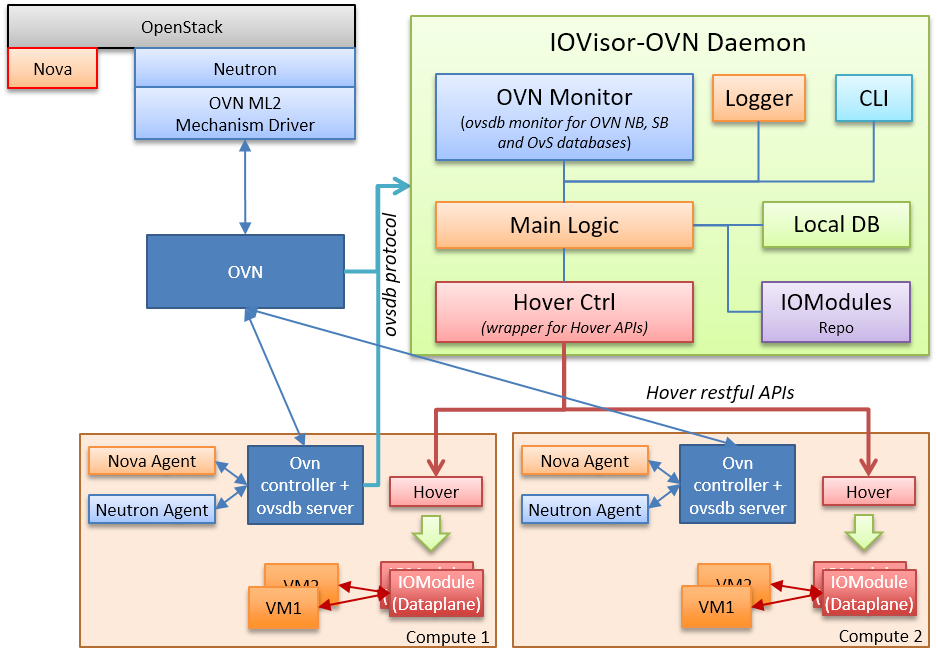 OpenStack
Nova
Neutron
OVN ML2
Mechanism Driver
OVN
ovsdb protocol
IOVisor-OVN Daemon
OVN Monitor
(ovsdb monitor for OVN NB, SB
and OvS databases)
Logger
CLI
Main Logic
Local DB
Hover Ctrl
(wrapper for Hover APIs)
IOModules
Repo
Hover restful APIs
Nova Agent
Neutron Agent
Ovn
controller +
ovsdb server
Hover
VM2
VM1
IOModule
(Dataplane)
Compute 1
Nova Agent
Neutron Agent
Ovn
controller +
ovsdb server
Hover
VM2
VM1
IOModule
(Dataplane)
Compute 2